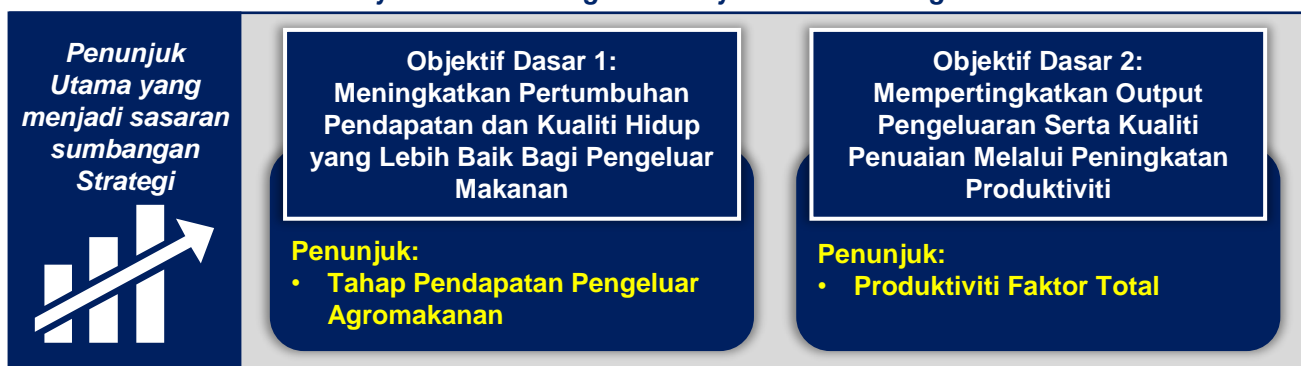 Penunjuk
Utama yang
menjadi sasaran
sumbangan
Strategi
Objektif Dasar 1:
Meningkatkan Pertumbuhan
Pendapatan dan Kualiti Hidup
yang Lebih Baik Bagi Pengeluar
Makanan
Penunjuk:
• Tahap Pendapatan Pengeluar
Agromakanan
Objektif Dasar 2:
Mempertingkatkan Output
Pengeluaran Serta Kualiti
Penuaian Melalui Peningkatan
Produktiviti
Penunjuk:
• Produktiviti Faktor Total